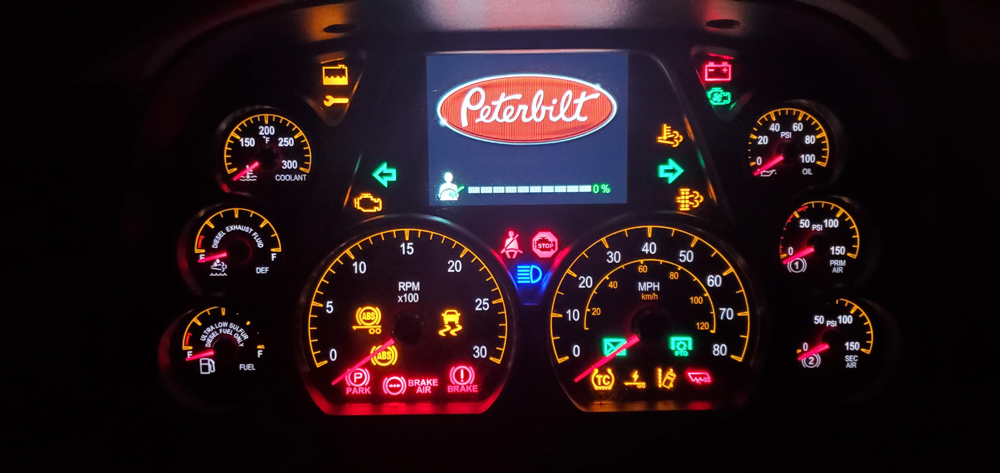 Peterbilt
0 %
200
°F
150
250
300
COOLANT
DIESEL EXHAUST FLUID
E
F
DEF
ULTRA LOW SULFUR
DIESEL FUEL ONLY
E
F
FUEL
15
10
20
RPM
x100
5
25
0
30
ABS
ABS
P
PARK
BRAKE
AIR
!
BRAKE
STOP
40
30
50
20
60
10
70
0
80
MPH
km/h
60
40
80
20
100
120
PTO
TC
40
60
PSI
20
80
0
100
OIL
50
PSI
100
0
150
1
PRIM
AIR
50
PSI
100
0
150
2
SEC
AIR